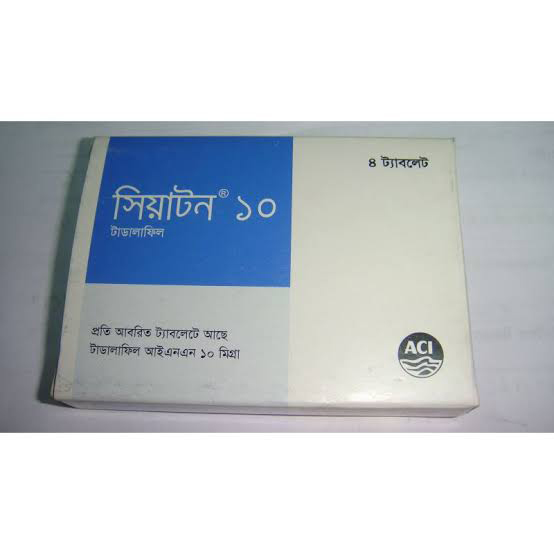 ৪ ট্যাবলেট
সিয়াটন® ১০
টাডালাফিল
প্রতি আবরিত ট্যাবলেটে আছে
টাডালাফিল আইএনএন ১০ মিগ্রা
ACI